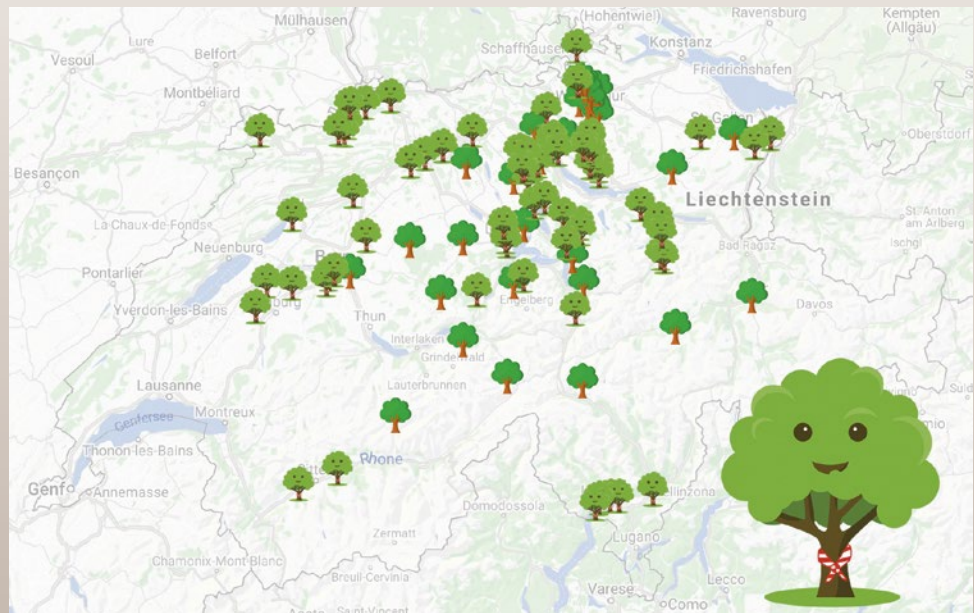 Mülhausen
(Hohentwiel)
Ravensburg
Kempten
(Allgäu)
Lure
Belfort
Vesoul
Schaffhause
Konstanz
Friedrichshafen
Montbéliard
Oberstdorf
Besançon
Liechtenstein
La Chaux-de-Fonds
St. Anton
am Arlberg
Neuenburg
Bad Ragaz
Ischgl
Pontarlier
Yverdon-les-Bains
Engelberg
Davos
Thun
Interlaken
Grindelwald
Lausanne
Lauterbrunnen
Genfersee
Montreux
Thonon-les-Bains
Rhone
Genf
Annemasse
Domodossola
ellinzona
Zermatt
Lugano
Chamonix-Mont-Blanc
Breuil-Cervinia
Varese
Lecco
Como